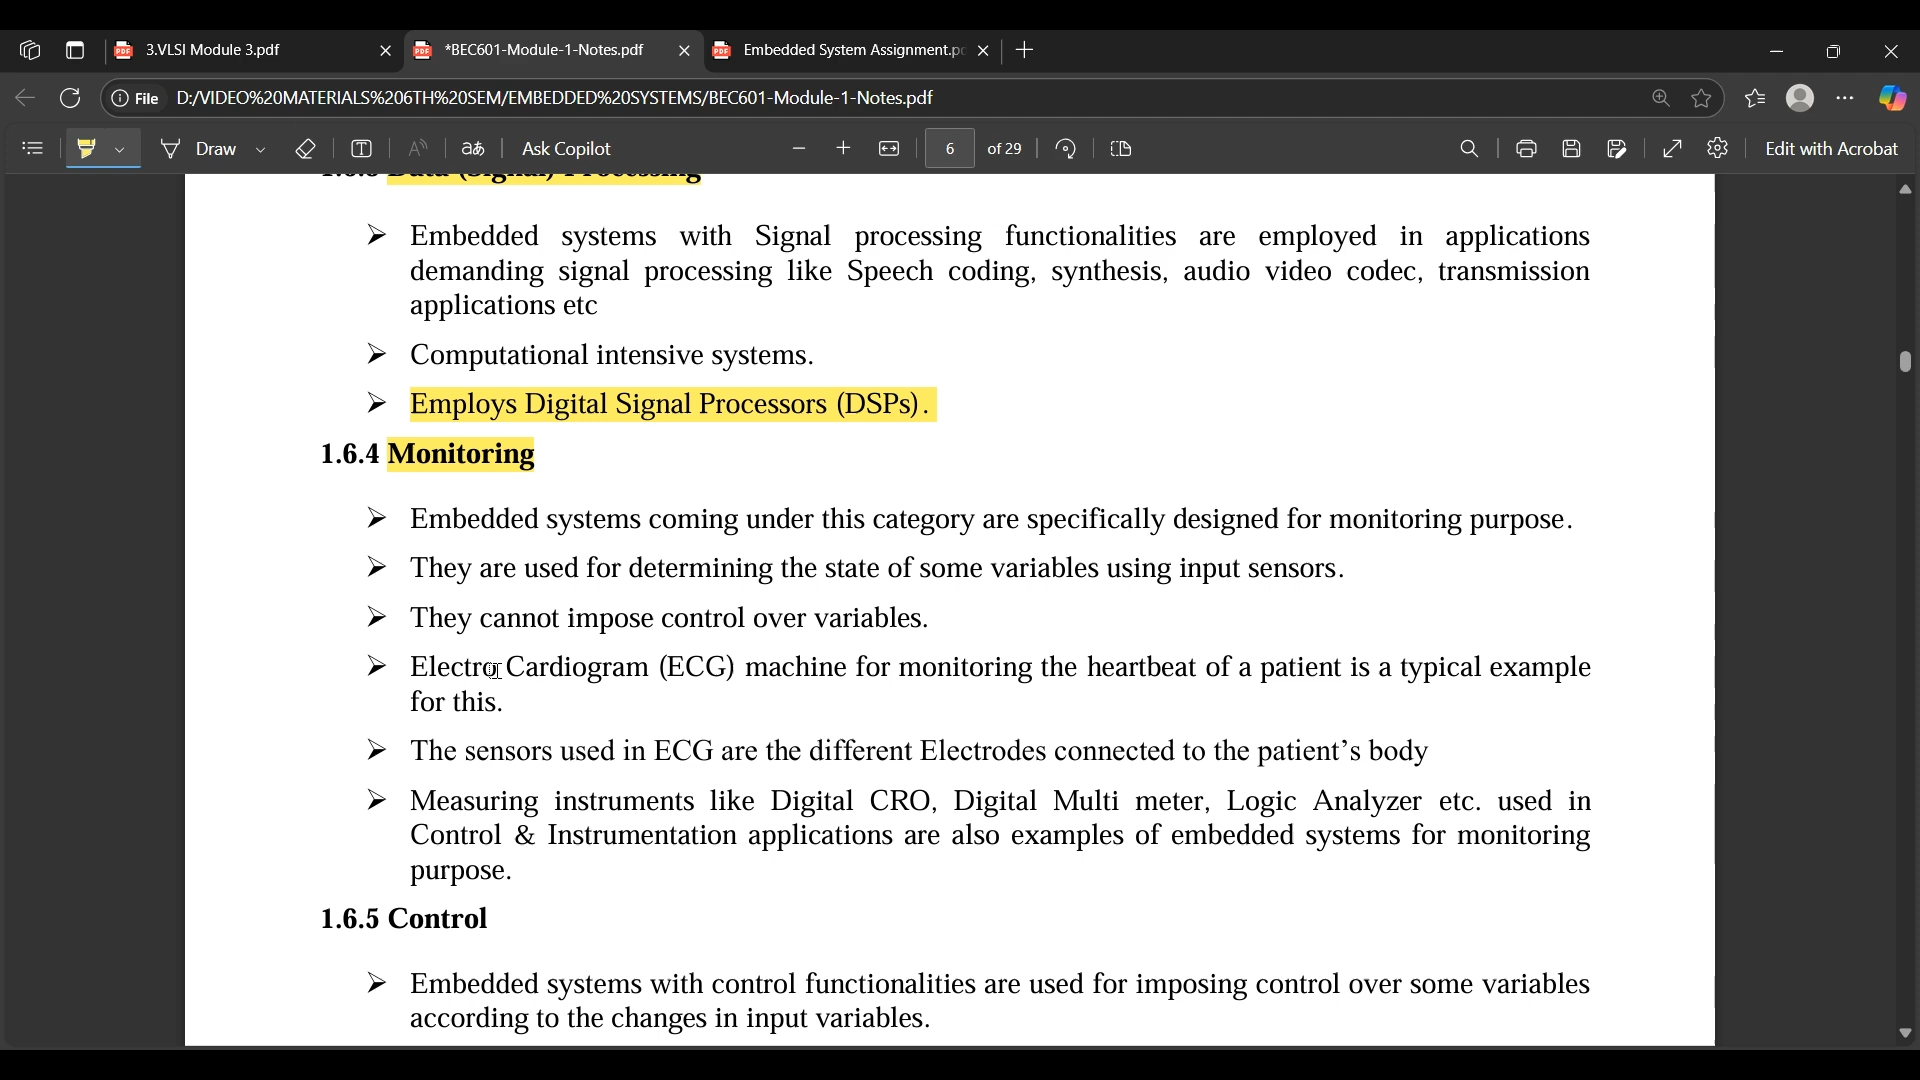 3.VLSI Module 3.pdf
*BEC601-Module-1-Notes.pdf
Embedded System Assignment.pd
File D:/VIDEO%20MATERIALS%206TH%20SEM/EMBEDDED%20SYSTEMS/BEC601-Module-1-Notes.pdf
Draw
aあ
Ask Copilot
6 of 29
Edit with Acrobat
1.6.3 Data (Signal) Processing
➢ Embedded systems with Signal processing functionalities are employed in applications
demanding signal processing like Speech coding, synthesis, audio video codec, transmission
applications etc
➢ Computational intensive systems.
➢ Employs Digital Signal Processors (DSPs).
1.6.4 Monitoring
➢ Embedded systems coming under this category are specifically designed for monitoring purpose.
➢ They are used for determining the state of some variables using input sensors.
➢ They cannot impose control over variables.
➢ Electro Cardiogram (ECG) machine for monitoring the heartbeat of a patient is a typical example
for this.
➢ The sensors used in ECG are the different Electrodes connected to the patient’s body
➢ Measuring instruments like Digital CRO, Digital Multi meter, Logic Analyzer etc. used in
Control & Instrumentation applications are also examples of embedded systems for monitoring
purpose.
1.6.5 Control
➢ Embedded systems with control functionalities are used for imposing control over some variables
according to the changes in input variables.